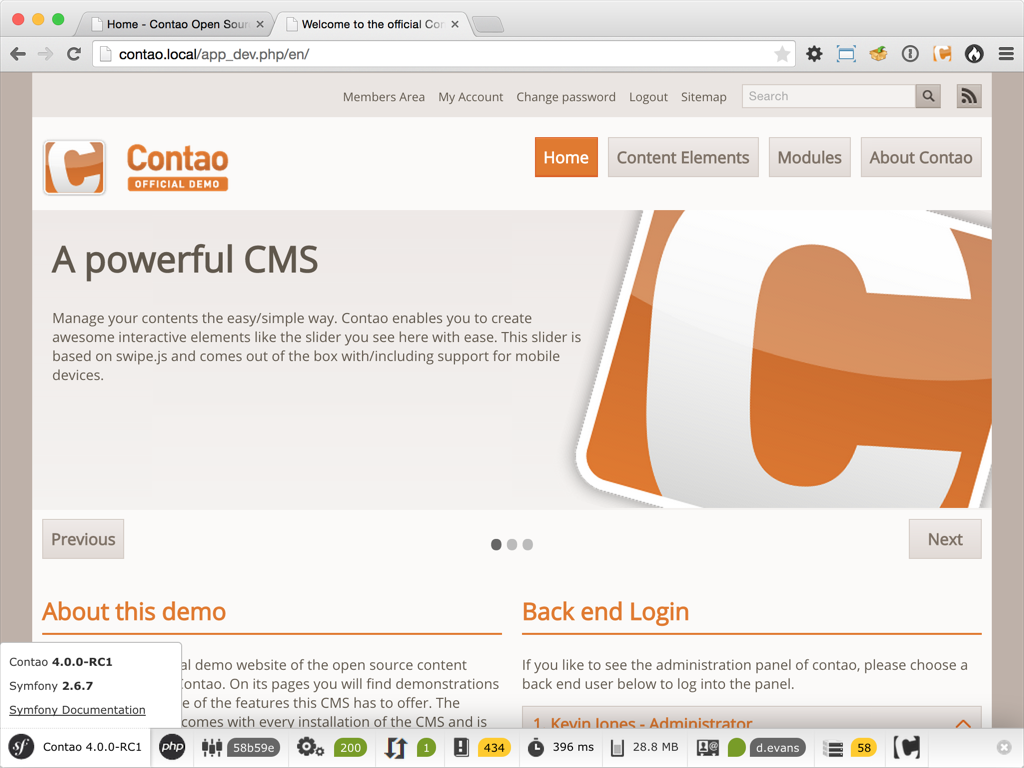 Home - Contao Open Sour
Welcome to the official Con
contao.local/app_dev.php/en/
Members Area My Account Change password Logout Sitemap Search
Contao
OFFICIAL DEMO
Home Content Elements Modules About Contao
A powerful CMS
Manage your contents the easy/simple way. Contao enables you to create
awesome interactive elements like the slider you see here with ease. This slider is
based on swipe.js and comes out of the box with/including support for mobile
devices.
Previous Next
About this demo
al demo website of the open source content
Contao. On its pages you will find demonstrations
e of the features this CMS has to offer. The
comes with every installation of the CMS and is
Back end Login
If you like to see the administration panel of contao, please choose a
back end user below to log into the panel.
1. Kevin Jones - Administrator
Contao 4.0.0-RC1
Symfony 2.6.7
Symfony Documentation
sf Contao 4.0.0-RC1 php 58b59e 200 1 434 396 ms 28.8 MB d.evans 58